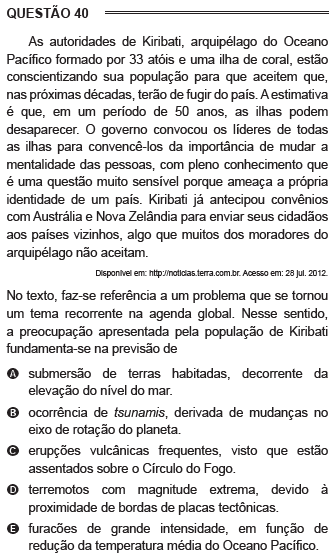 QUESTÃO 40
As autoridades de Kiribati, arquipélago do Oceano
Pacífico formado por 33 atóis e uma ilha de coral, estão
conscientizando sua população para que aceitem que,
nas próximas décadas, terão de fugir do país. A estimativa
é que, em um período de 50 anos, as ilhas podem
desaparecer. O governo convocou os líderes de todas
as ilhas para convencê-los da importância de mudar a
mentalidade das pessoas, com pleno conhecimento que
é uma questão muito sensível porque ameaça a própria
identidade de um país. Kiribati já antecipou convênios
com Austrália e Nova Zelândia para enviar seus cidadãos
aos países vizinhos, algo que muitos dos moradores do
arquipélago não aceitam.
Disponível em: http://noticias.terra.com.br. Acesso em: 28 jul. 2012.
No texto, faz-se referência a um problema que se tornou
um tema recorrente na agenda global. Nesse sentido,
a preocupação apresentada pela população de Kiribati
fundamenta-se na previsão de
A submersão de terras habitadas, decorrente da
elevação do nível do mar.
B ocorrência de tsunamis, derivada de mudanças no
eixo de rotação do planeta.
C erupções vulcânicas frequentes, visto que estão
assentados sobre o Círculo do Fogo.
D terremotos com magnitude extrema, devido à
proximidade de bordas de placas tectônicas.
E furacões de grande intensidade, em função de
redução da temperatura média do Oceano Pacífico.